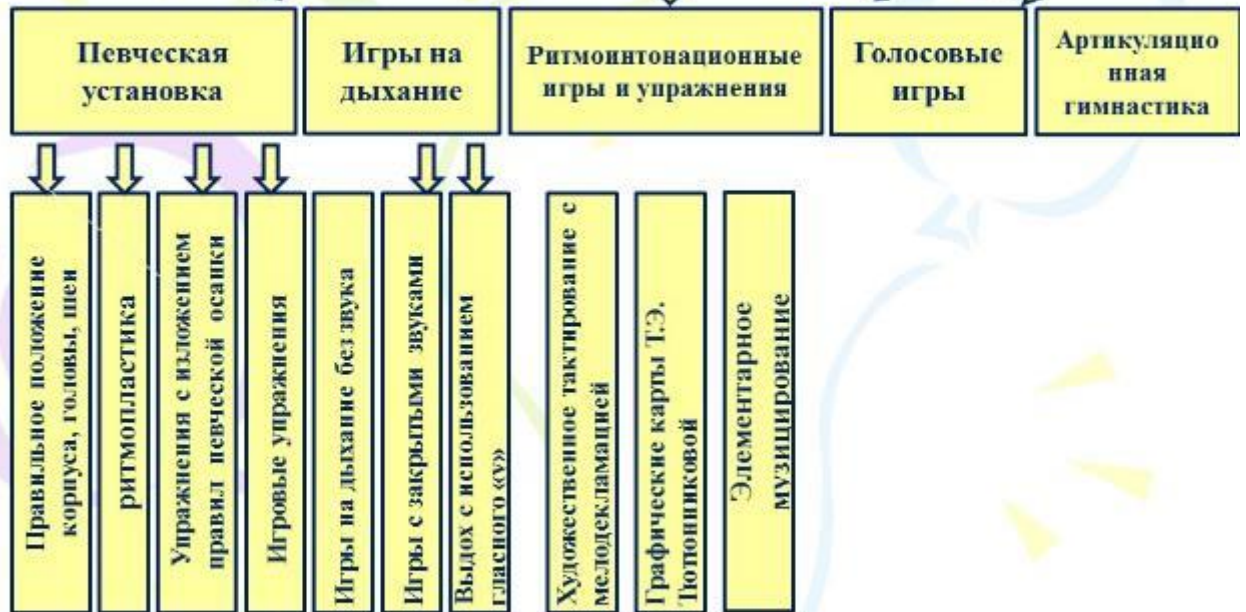 Певческая
установка
Игры на
дыхание
Ритмоинтонационные
игры и упражнения
Голосовые
игры
Артикуляцио
нная
гимнастика
Правильное положение
корпуса, головы, шеи
ритмопластика
Упражнения с изложением
правил певческой осанки
Игровые упражнения
Игры на дыхание без звука
Игры с закрытыми звуками
Выдох с использованием
гласного «у»
Художественное тактирование с
мелодекламацией
Графические карты Т.Э.
Тютюнниковой
Элементарное
музицирование